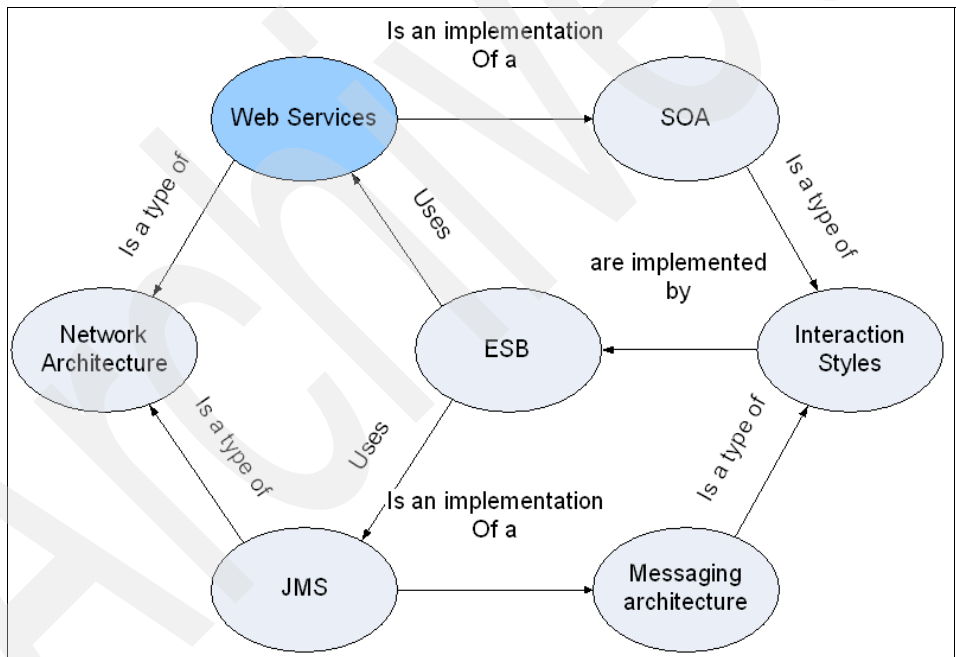 Is an implementation
Of a
Web Services
SOA
Is a type of
Uses
Is a type of
are implemented
by
Network
Architecture
ESB
Interaction
Styles
Is a type of
Uses
Is a type of
Is an implementation
Of a
JMS
Messaging
architecture
Archive